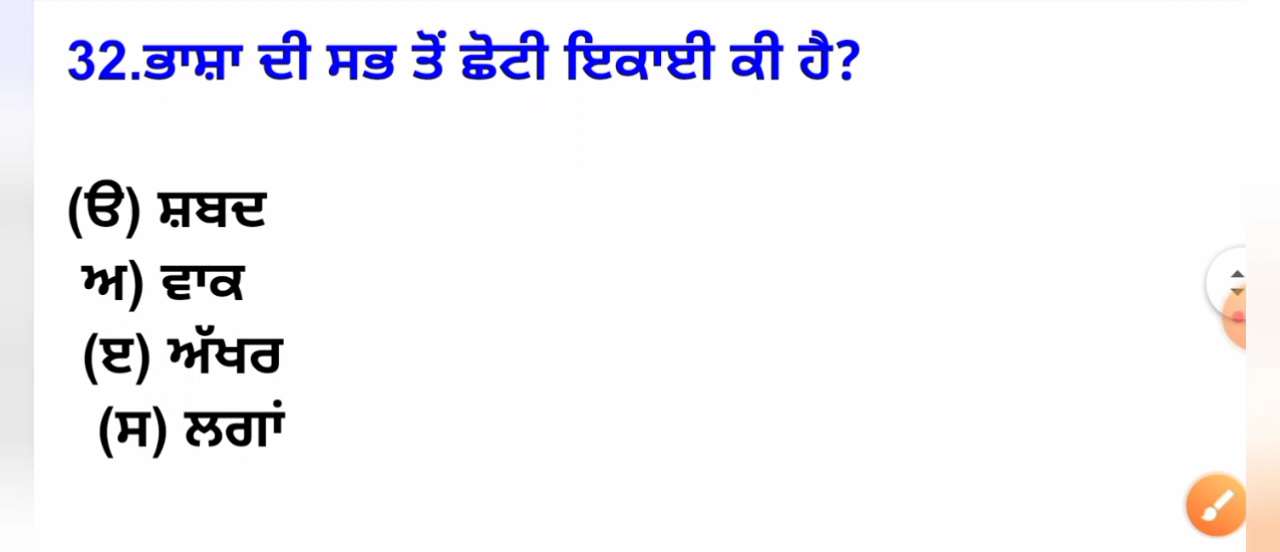 32.ਭਾਸ਼ਾ ਦੀ ਸਭ ਤੋਂ ਛੋਟੀ ਇਕਾਈ ਕੀ ਹੈ?
(ੳ) ਸ਼ਬਦ
ਅ) ਵਾਕ
(ੲ) ਅੱਖਰ
(ਸ) ਲਗਾਂ